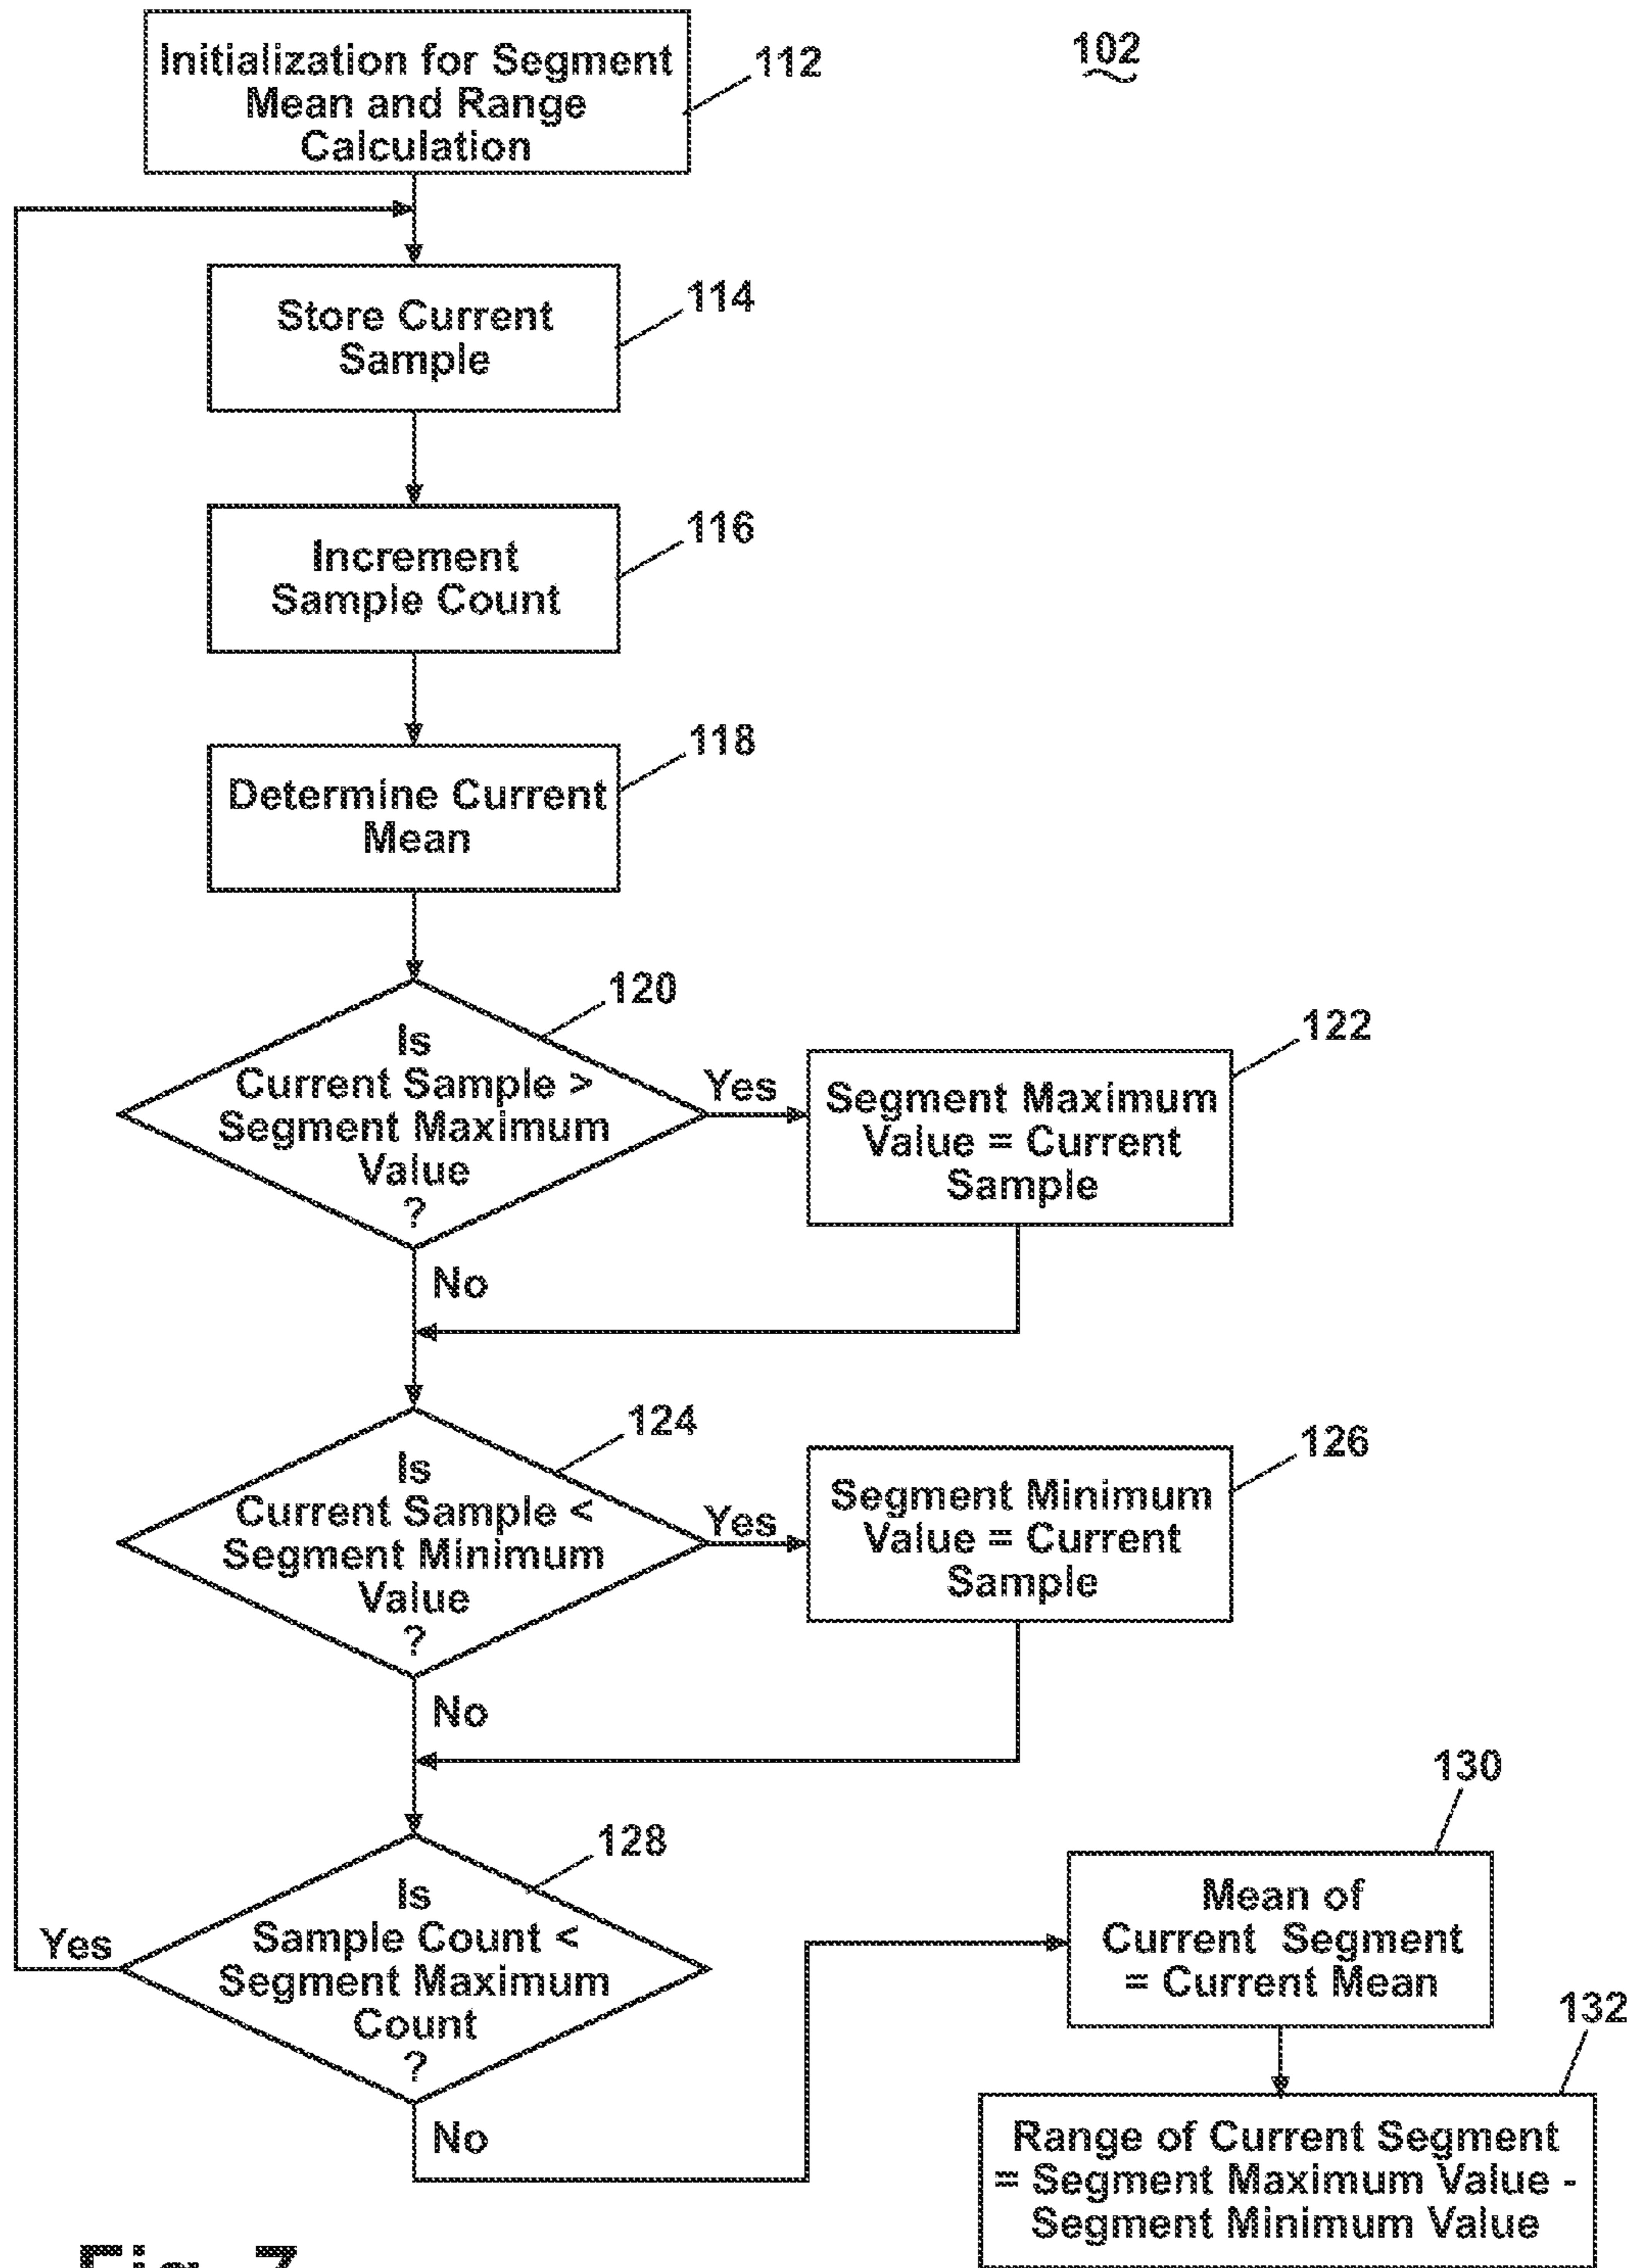 Initialization for Segment
Mean and Range
Calculation
112
102
Store Current
Sample
114
Increment
Sample Count
116
Determine Current
Mean
118
Is
Current Sample >
Segment Maximum
Value
?
120
Yes
No
Segment Maximum
Value = Current
Sample
122
Is
Current Sample <
Segment Minimum
Value
?
124
Yes
No
Segment Minimum
Value = Current
Sample
126
Is
Sample Count <
Segment Maximum
Count
?
128
Yes
No
Mean of
Current Segment
= Current Mean
130
Range of Current Segment
= Segment Maximum Value -
Segment Minimum Value
132
Fig. 7